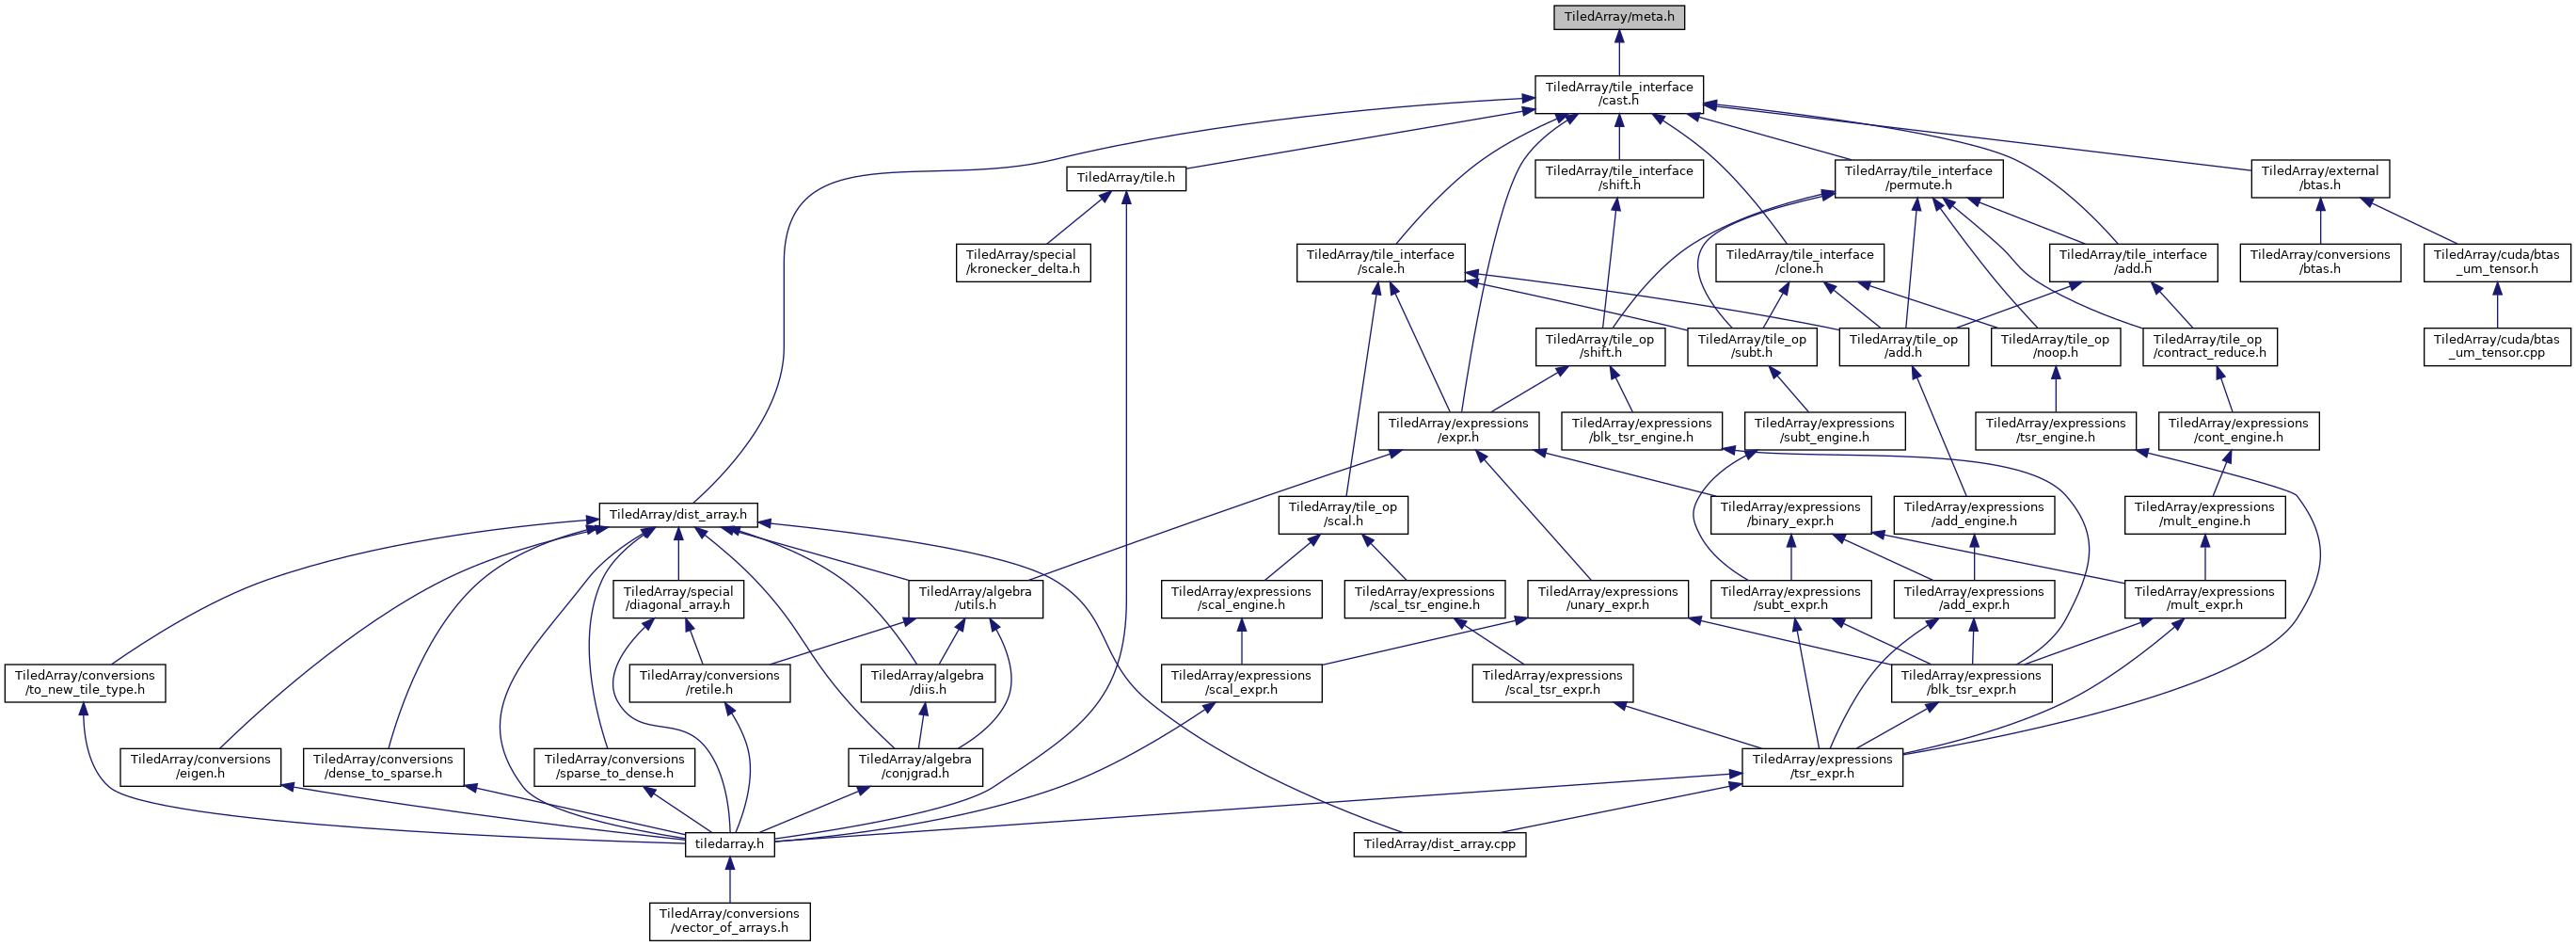 TiledArray/meta.h
TiledArray/tile_interface
/cast.h
TiledArray/tile.h
TiledArray/tile_interface
/shift.h
TiledArray/tile_interface
/permute.h
TiledArray/external
/btas.h
TiledArray/special
/kronecker_delta.h
TiledArray/tile_interface
/scale.h
TiledArray/tile_interface
/clone.h
TiledArray/tile_interface
/add.h
TiledArray/conversions
/btas.h
TiledArray/cuda/btas
_um_tensor.h
TiledArray/tile_op
/shift.h
TiledArray/tile_op
/subt.h
TiledArray/tile_op
/add.h
TiledArray/tile_op
/noop.h
TiledArray/tile_op
/contract_reduce.h
TiledArray/cuda/btas
_um_tensor.cpp
TiledArray/expressions
/expr.h
TiledArray/expressions
/blk_tsr_engine.h
TiledArray/expressions
/subt_engine.h
TiledArray/expressions
/tsr_engine.h
TiledArray/expressions
/cont_engine.h
TiledArray/dist_array.h
TiledArray/tile_op
/scal.h
TiledArray/expressions
/binary_expr.h
TiledArray/expressions
/add_engine.h
TiledArray/expressions
/mult_engine.h
TiledArray/special
/diagonal_array.h
TiledArray/algebra
/utils.h
TiledArray/expressions
/scal_engine.h
TiledArray/expressions
/scal_tsr_engine.h
TiledArray/expressions
/unary_expr.h
TiledArray/expressions
/subt_expr.h
TiledArray/expressions
/add_expr.h
TiledArray/expressions
/mult_expr.h
TiledArray/conversions
/to_new_tile_type.h
TiledArray/conversions
/retile.h
TiledArray/algebra
/diis.h
TiledArray/expressions
/scal_expr.h
TiledArray/expressions
/scal_tsr_expr.h
TiledArray/expressions
/blk_tsr_expr.h
TiledArray/conversions
/eigen.h
TiledArray/conversions
/dense_to_sparse.h
TiledArray/conversions
/sparse_to_dense.h
TiledArray/algebra
/conjgrad.h
TiledArray/expressions
/tsr_expr.h
tiledarray.h
TiledArray/dist_array.cpp
TiledArray/conversions
/vector_of_arrays.h